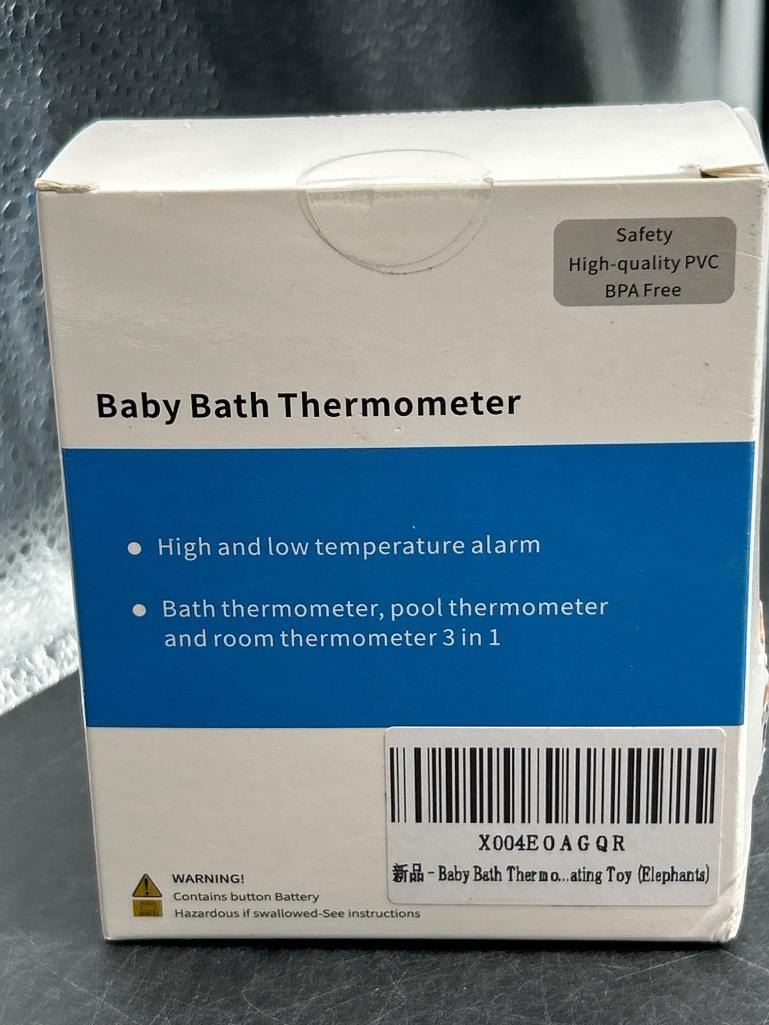 Safety
High-quality PVC
BPA Free
Baby Bath Thermometer
High and low temperature alarm
Bath thermometer, pool thermometer
and room thermometer 3 in 1
X004E0AGQR
新品 - Baby Bath Thermo...ating Toy (Elephants)
WARNING!
Contains button Battery
Hazardous if swallowed-See instructions